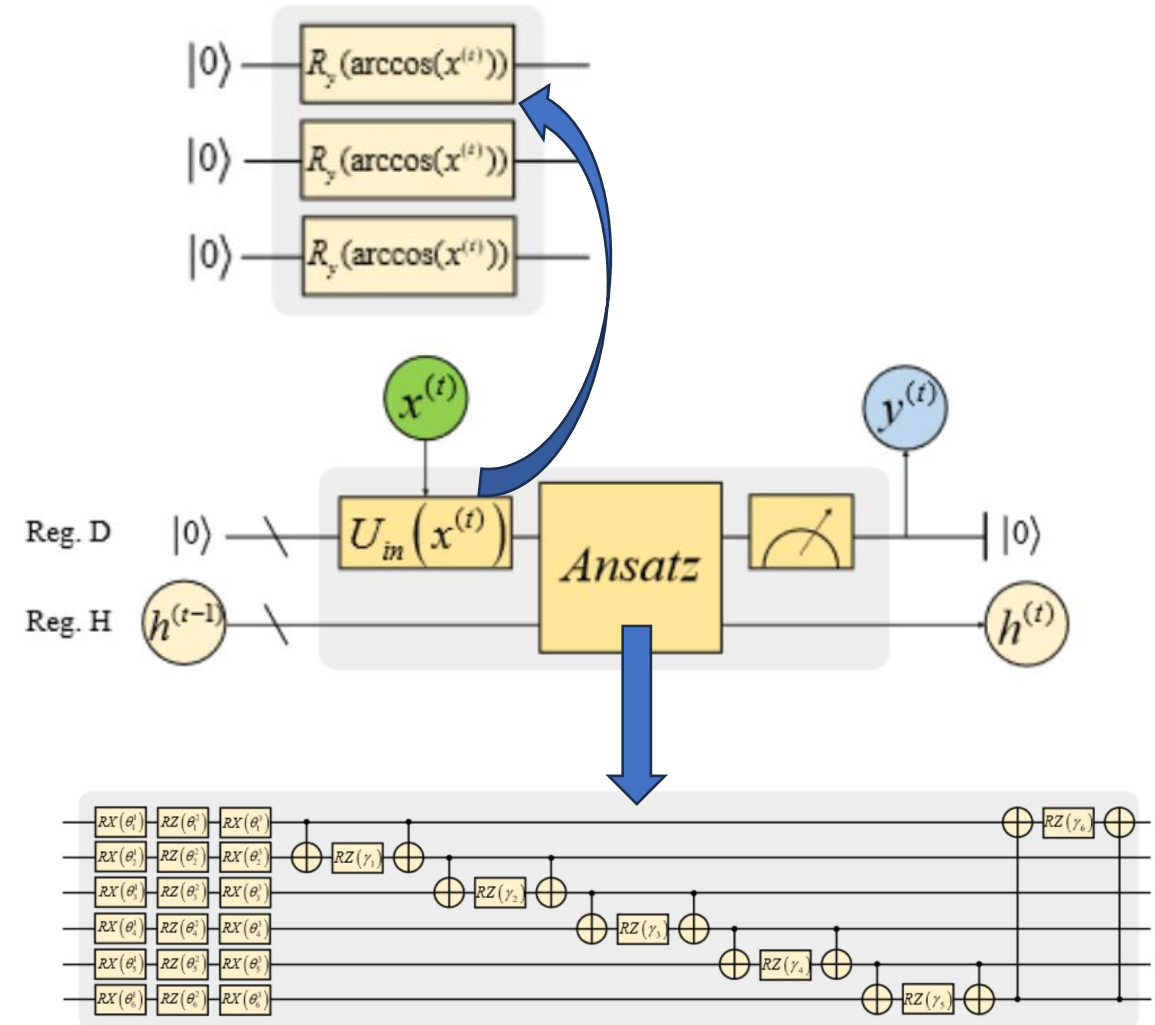 |0⟩ R_y(arccos(x^(t)))
|0⟩ R_y(arccos(x^(t)))
|0⟩ R_y(arccos(x^(t)))
x^(t)
y^(t)
Reg. D |0⟩ U_in(x^(t)) Ansatz |0⟩
Reg. H h^(t−1) h^(t)
RX(θ_1^1) RZ(θ_1^2) RX(θ_1^3) RZ(γ_6)
RX(θ_2^1) RZ(θ_2^2) RX(θ_2^3) RZ(γ_1)
RX(θ_3^1) RZ(θ_3^2) RX(θ_3^3) RZ(γ_2)
RX(θ_4^1) RZ(θ_4^2) RX(θ_4^3) RZ(γ_3)
RX(θ_5^1) RZ(θ_5^2) RX(θ_5^3) RZ(γ_4)
RX(θ_6^1) RZ(θ_6^2) RX(θ_6^3) RZ(γ_5)